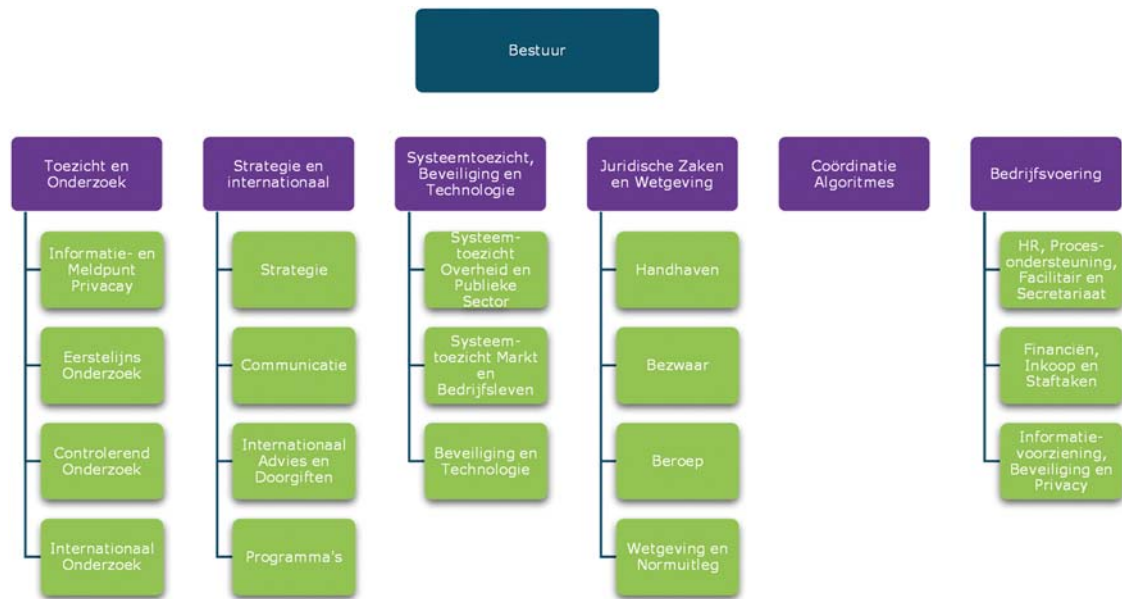 Bestuur
Toezicht en
Onderzoek
Strategie en
internationaal
Systeemtoezicht,
Beveiliging en
Technologie
Juridische Zaken
en Wetgeving
Coördinatie
Algoritmes
Bedrijfsvoering
Informatie- en
Meldpunt
Privacay
Eerstelijns
Onderzoek
Controlerend
Onderzoek
Internationaal
Onderzoek
Strategie
Communicatie
Internationaal
Advies en
Doorgiften
Programma's
Systeem-
toezicht
Overheid en
Publieke
Sector
Systeem-
toezicht Markt
en
Bedrijfsleven
Beveiliging en
Technologie
Handhaven
Bezwaar
Beroep
Wetgeving en
Normuitleg
HR, Proces-
ondersteuning,
Facilitair en
Secretariaat
Financiën,
Inkoop en
Staftaken
Informatie-
voorziening,
Beveiliging en
Privacy